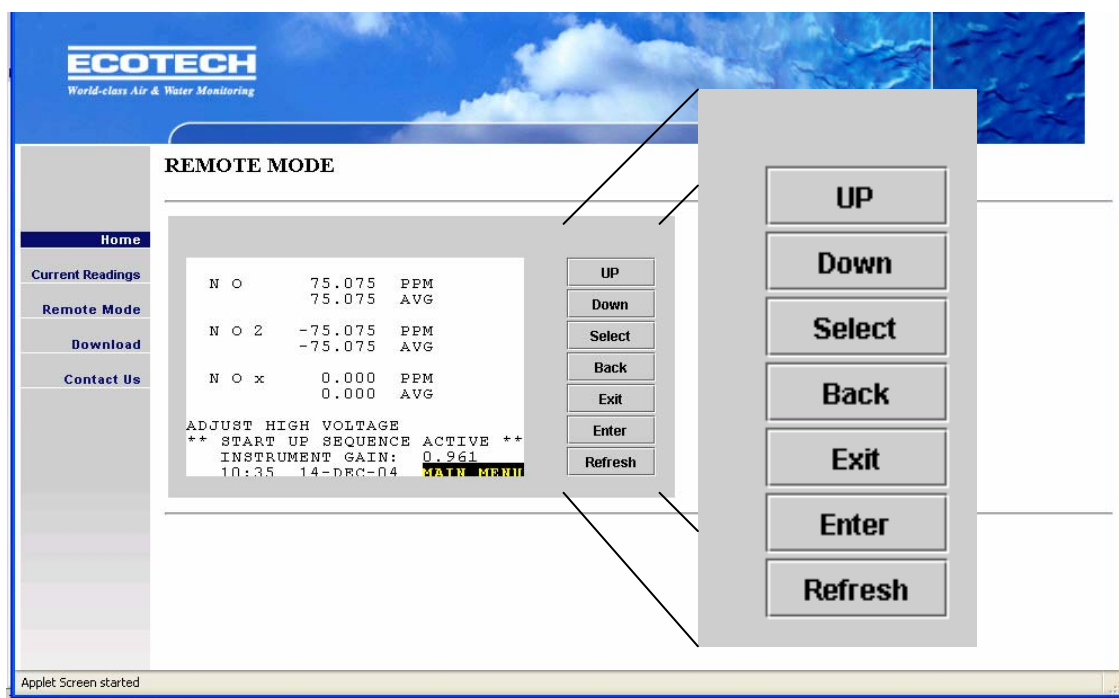 ECOTECH
World-class Air & Water Monitoring
REMOTE MODE
Home
Current Readings
Remote Mode
Download
Contact Us
N O 75.075 PPM
75.075 AVG
N O 2 -75.075 PPM
-75.075 AVG
N O x 0.000 PPM
0.000 AVG
ADJUST HIGH VOLTAGE
** START UP SEQUENCE ACTIVE **
INSTRUMENT GAIN: 0.961
10:35 14-DEC-04 MAIN MENU
UP
Down
Select
Back
Exit
Enter
Refresh
UP
Down
Select
Back
Exit
Enter
Refresh
Applet Screen started